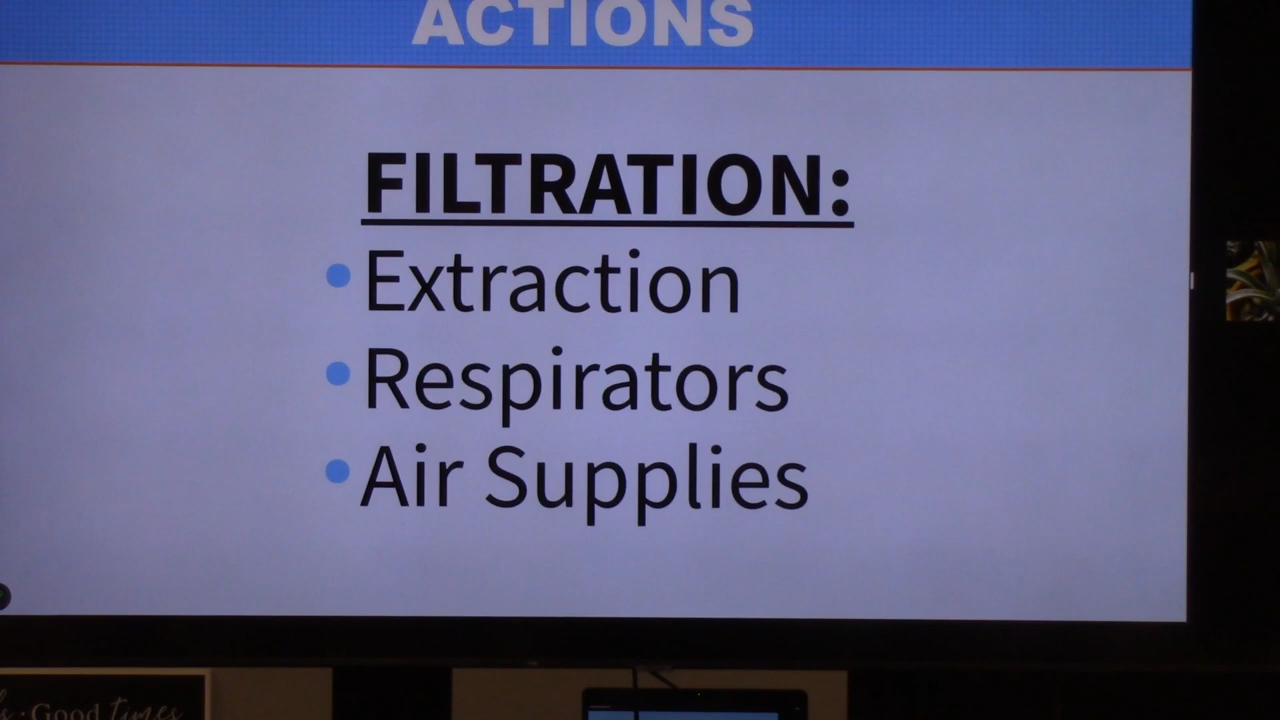 ACTIONS
FILTRATION:
• Extraction
• Respirators
• Air Supplies
· Good times